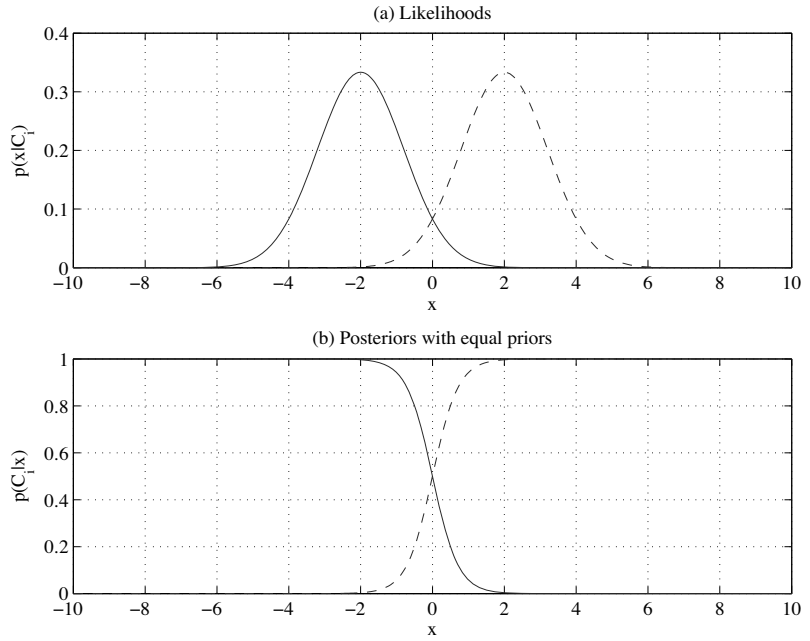 (a) Likelihoods
0.4
0.3
0.2
0.1
0
p(x|C_i)
−10 −8 −6 −4 −2 0 2 4 6 8 10
x
(b) Posteriors with equal priors
1
0.8
0.6
0.4
0.2
0
p(C_i|x)
−10 −8 −6 −4 −2 0 2 4 6 8 10
x